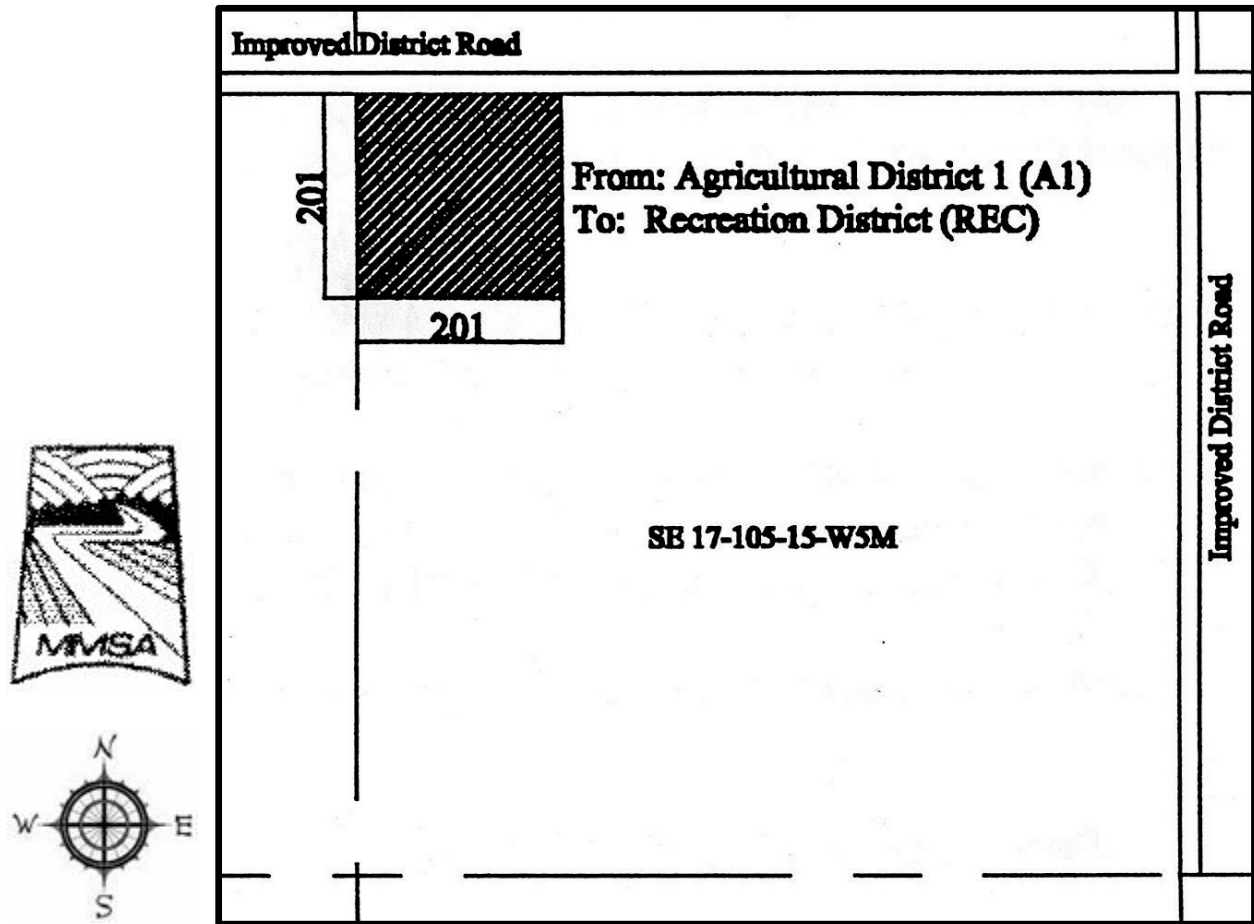 Improved District Road
201
From: Agricultural District 1 (A1)
To: Recreation District (REC)
201
Improved District Road
SE 17-105-15-W5M
MMSA
N
W
E
S